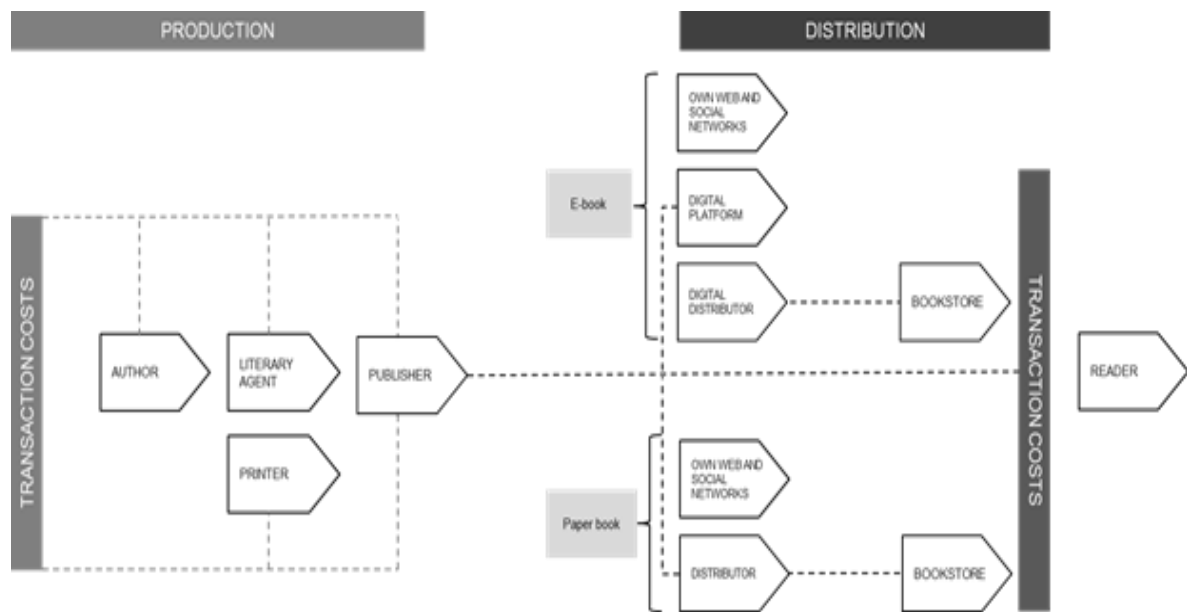 PRODUCTION
DISTRIBUTION
OWN WEB AND
SOCIAL
NETWORKS
E-book
DIGITAL
PLATFORM
DIGITAL
DISTRIBUTOR
BOOKSTORE
TRANSACTION COSTS
AUTHOR
LITERARY
AGENT
PUBLISHER
PRINTER
TRANSACTION COSTS
READER
OWN WEB AND
SOCIAL
NETWORKS
Paper book
DISTRIBUTOR
BOOKSTORE